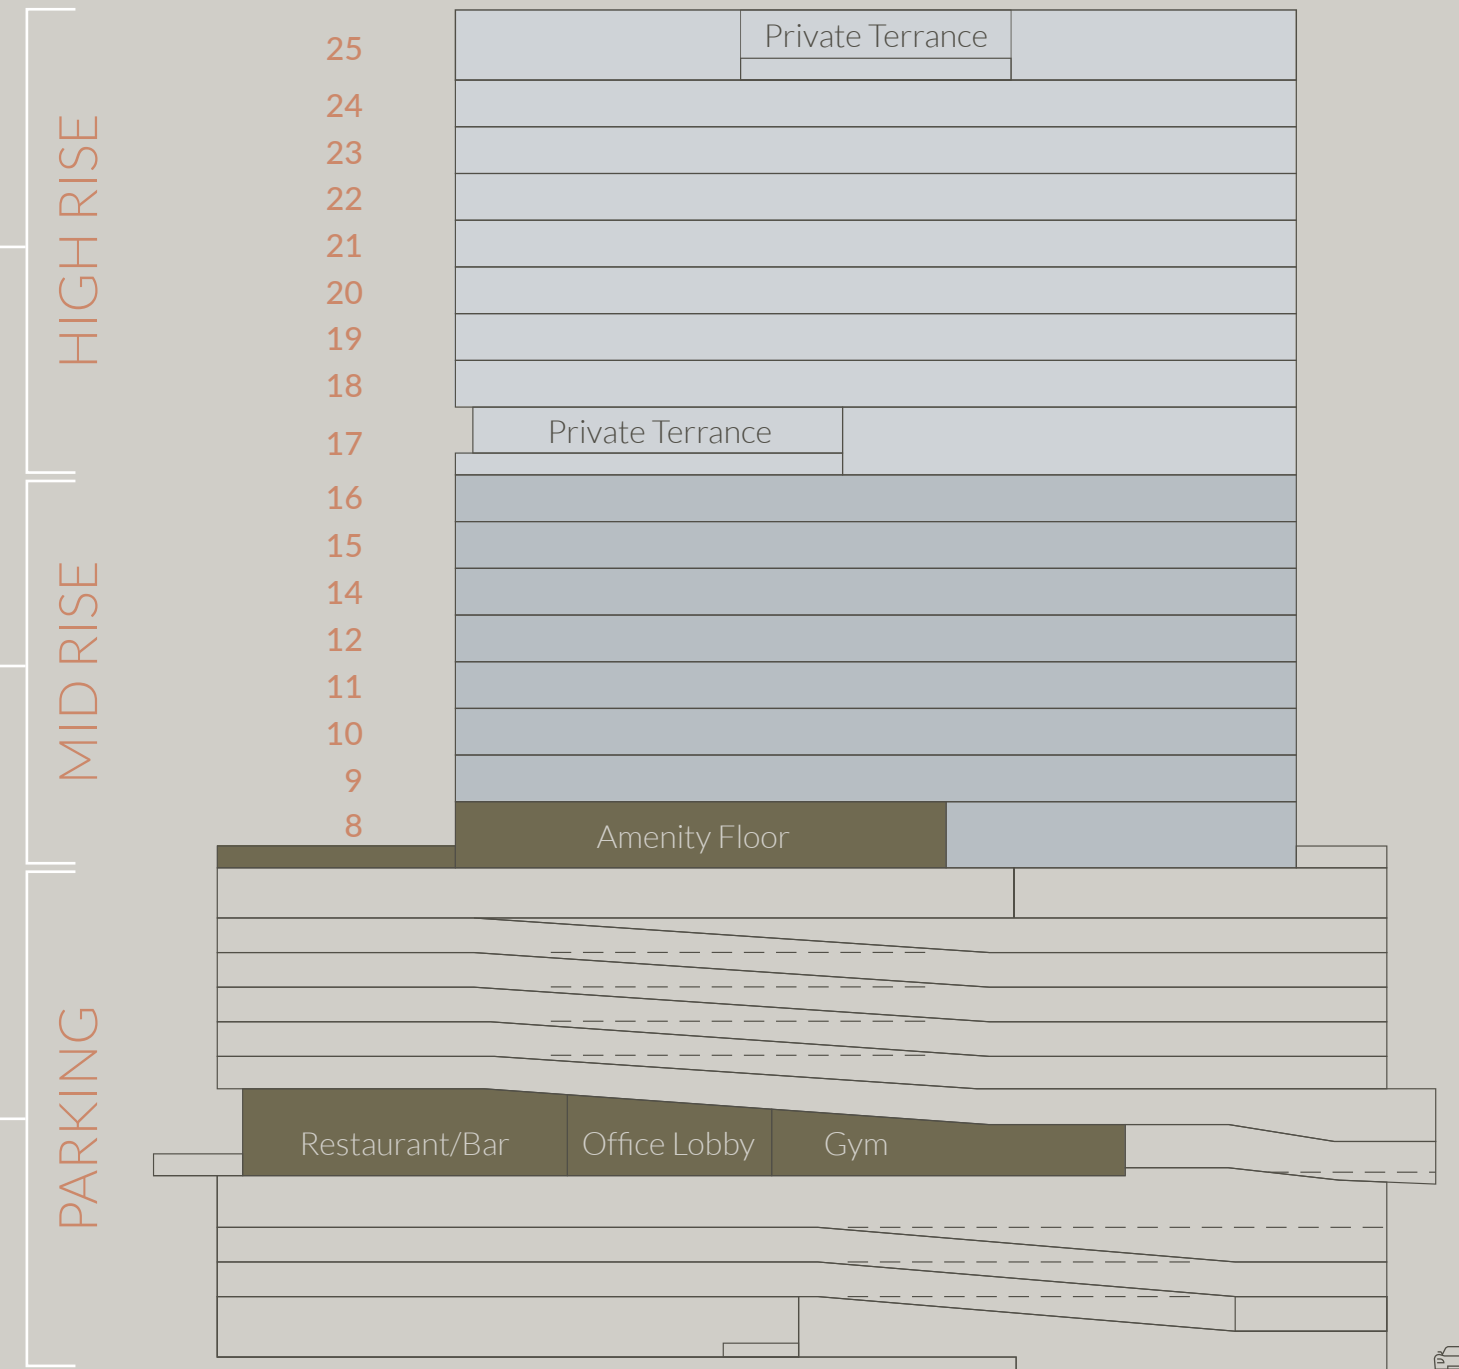 HIGH RISE
25
Private Terrance
24
23
22
21
20
19
18
17
Private Terrance
MID RISE
16
15
14
12
11
10
9
8
Amenity Floor
PARKING
Restaurant/Bar
Office Lobby
Gym